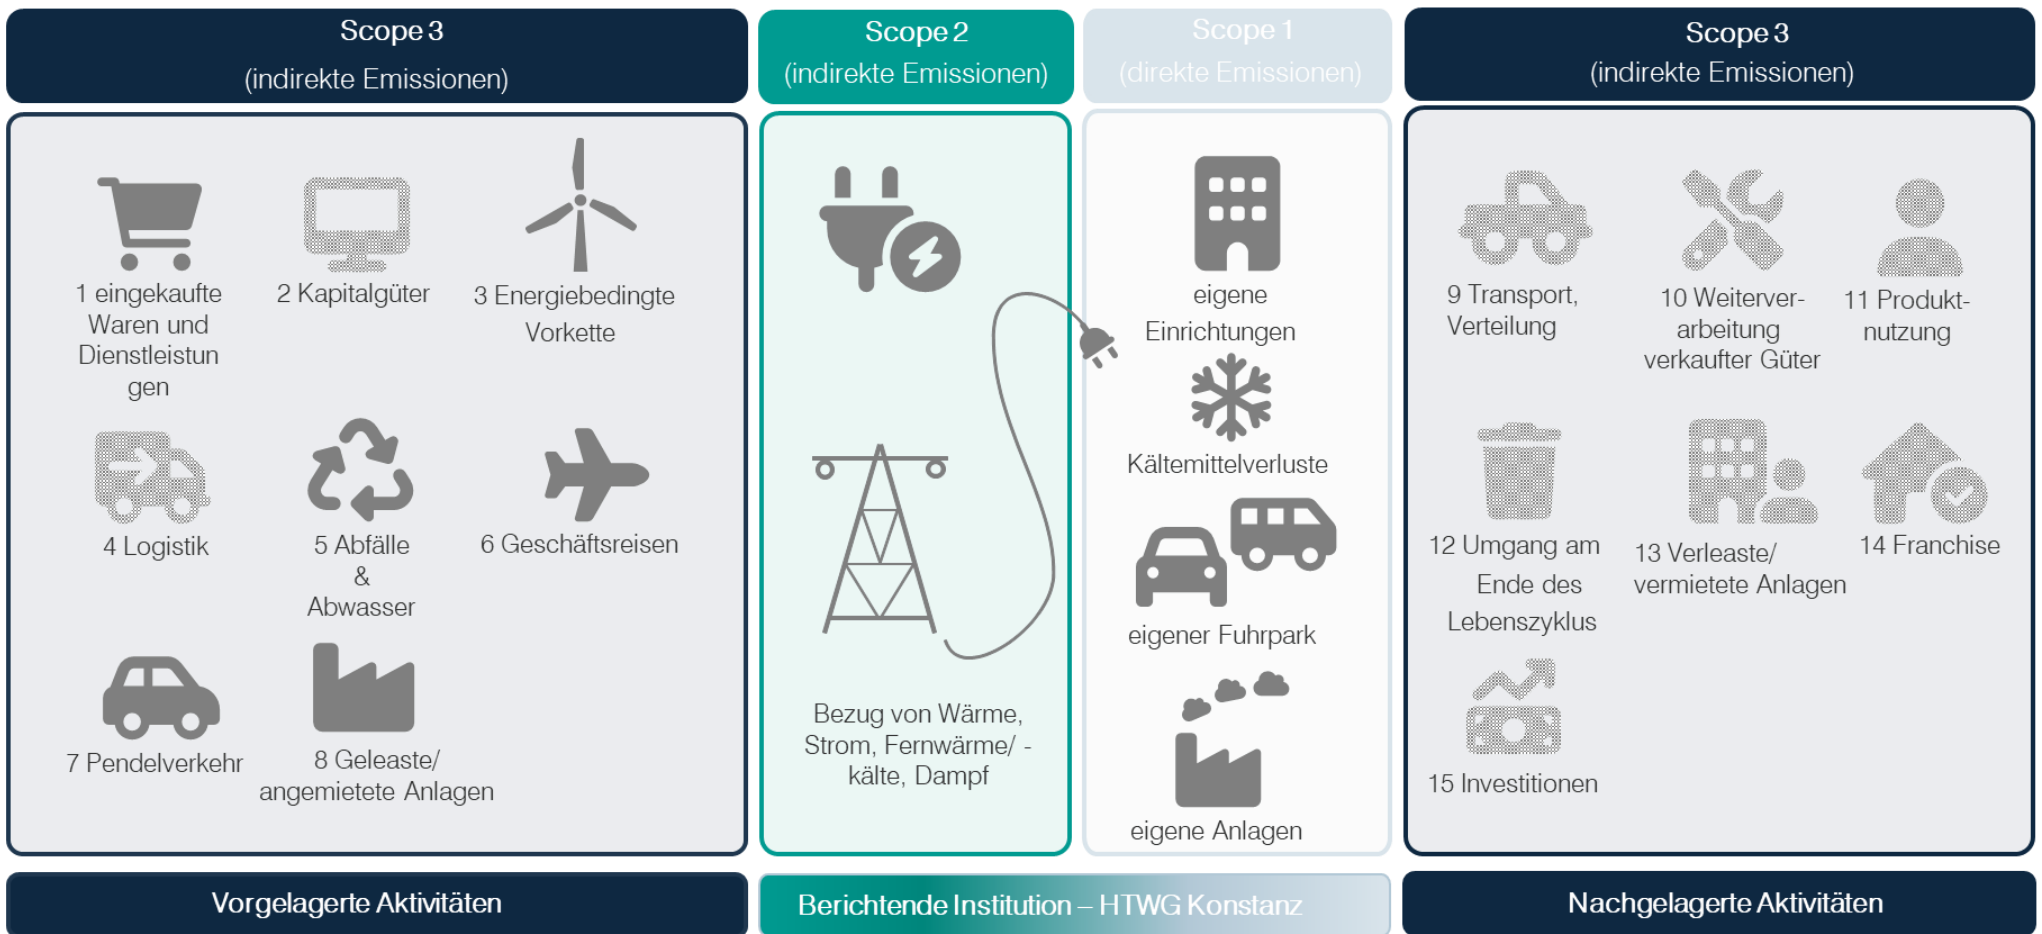 Scope 3
(indirekte Emissionen)
1 eingekaufte
Waren und
Dienstleistun
gen
2 Kapitalgüter
3 Energiebedingte
Vorkette
4 Logistik
5 Abfälle
&
Abwasser
6 Geschäftsreisen
7 Pendelverkehr
8 Geleaste/
angemietete Anlagen
Vorgelagerte Aktivitäten
Scope 2
(indirekte Emissionen)
Bezug von Wärme,
Strom, Fernwärme/ -
kälte, Dampf
Scope 1
(direkte Emissionen)
eigene
Einrichtungen
Kältemittelverluste
eigener Fuhrpark
eigene Anlagen
Berichtende Institution – HTWG Konstanz
Scope 3
(indirekte Emissionen)
9 Transport,
Verteilung
10 Weiterver-
arbeitung
verkaufter Güter
11 Produkt-
nutzung
12 Umgang am
Ende des
Lebenszyklus
13 Verleaste/
vermietete Anlagen
14 Franchise
15 Investitionen
Nachgelagerte Aktivitäten